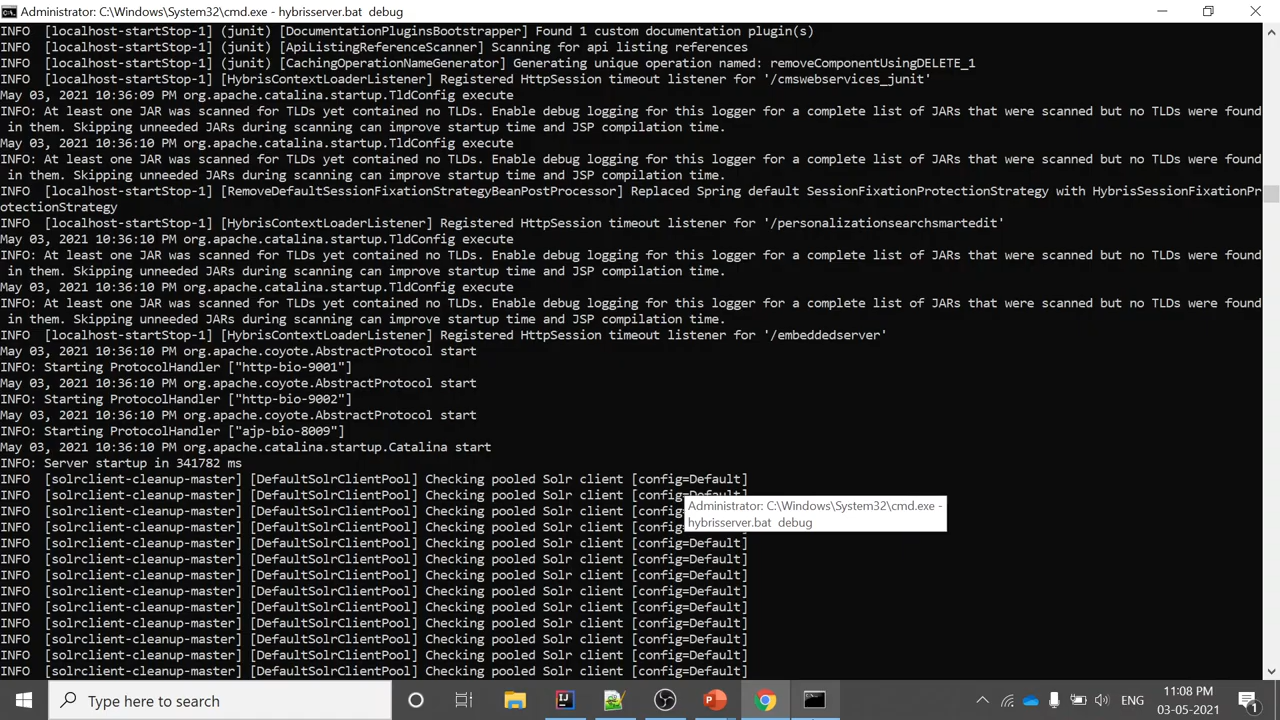 Administrator: C:\Windows\System32\cmd.exe - hybrisserver.bat  debug
INFO  [localhost-startStop-1] (junit) [DocumentationPluginsBootstrapper] Found 1 custom documentation plugin(s)
INFO  [localhost-startStop-1] (junit) [ApiListingReferenceScanner] Scanning for api listing references
INFO  [localhost-startStop-1] (junit) [CachingOperationNameGenerator] Generating unique operation named: removeComponentUsingDELETE_1
INFO  [localhost-startStop-1] [HybrisContextLoaderListener] Registered HttpSession timeout listener for '/cmswebservices_junit'
May 03, 2021 10:36:09 PM org.apache.catalina.startup.TldConfig execute
INFO: At least one JAR was scanned for TLDs yet contained no TLDs. Enable debug logging for this logger for a complete list of JARs that were scanned but no TLDs were found
 in them. Skipping unneeded JARs during scanning can improve startup time and JSP compilation time.
May 03, 2021 10:36:10 PM org.apache.catalina.startup.TldConfig execute
INFO: At least one JAR was scanned for TLDs yet contained no TLDs. Enable debug logging for this logger for a complete list of JARs that were scanned but no TLDs were found
 in them. Skipping unneeded JARs during scanning can improve startup time and JSP compilation time.
INFO  [localhost-startStop-1] [RemoveDefaultSessionFixationStrategyBeanPostProcessor] Replaced Spring default SessionFixationProtectionStrategy with HybrisSessionFixationPr
otectionStrategy
INFO  [localhost-startStop-1] [HybrisContextLoaderListener] Registered HttpSession timeout listener for '/personalizationsearchsmartedit'
May 03, 2021 10:36:10 PM org.apache.catalina.startup.TldConfig execute
INFO: At least one JAR was scanned for TLDs yet contained no TLDs. Enable debug logging for this logger for a complete list of JARs that were scanned but no TLDs were found
 in them. Skipping unneeded JARs during scanning can improve startup time and JSP compilation time.
May 03, 2021 10:36:10 PM org.apache.catalina.startup.TldConfig execute
INFO: At least one JAR was scanned for TLDs yet contained no TLDs. Enable debug logging for this logger for a complete list of JARs that were scanned but no TLDs were found
 in them. Skipping unneeded JARs during scanning can improve startup time and JSP compilation time.
INFO  [localhost-startStop-1] [HybrisContextLoaderListener] Registered HttpSession timeout listener for '/embeddedserver'
May 03, 2021 10:36:10 PM org.apache.coyote.AbstractProtocol start
INFO: Starting ProtocolHandler ["http-bio-9001"]
May 03, 2021 10:36:10 PM org.apache.coyote.AbstractProtocol start
INFO: Starting ProtocolHandler ["http-bio-9002"]
May 03, 2021 10:36:10 PM org.apache.coyote.AbstractProtocol start
INFO: Starting ProtocolHandler ["ajp-bio-8009"]
May 03, 2021 10:36:10 PM org.apache.catalina.startup.Catalina start
INFO: Server startup in 341782 ms
INFO  [solrclient-cleanup-master] [DefaultSolrClientPool] Checking pooled Solr client [config=Default]
INFO  [solrclient-cleanup-master] [DefaultSolrClientPool] Checking pooled Solr client [config=Default]
INFO  [solrclient-cleanup-master] [DefaultSolrClientPool] Checking pooled Solr client [config
INFO  [solrclient-cleanup-master] [DefaultSolrClientPool] Checking pooled Solr client [config
Administrator: C:\Windows\System32\cmd.exe -
hybrisserver.bat  debug
INFO  [solrclient-cleanup-master] [DefaultSolrClientPool] Checking pooled Solr client [config=Default]
INFO  [solrclient-cleanup-master] [DefaultSolrClientPool] Checking pooled Solr client [config=Default]
INFO  [solrclient-cleanup-master] [DefaultSolrClientPool] Checking pooled Solr client [config=Default]
INFO  [solrclient-cleanup-master] [DefaultSolrClientPool] Checking pooled Solr client [config=Default]
INFO  [solrclient-cleanup-master] [DefaultSolrClientPool] Checking pooled Solr client [config=Default]
INFO  [solrclient-cleanup-master] [DefaultSolrClientPool] Checking pooled Solr client [config=Default]
INFO  [solrclient-cleanup-master] [DefaultSolrClientPool] Checking pooled Solr client [config=Default]
INFO  [solrclient-cleanup-master] [DefaultSolrClientPool] Checking pooled Solr client [config=Default]
INFO  [solrclient-cleanup-master] [DefaultSolrClientPool] Checking pooled Solr client [config=Default]
Type here to search
ENG
11:08 PM
03-05-2021
1